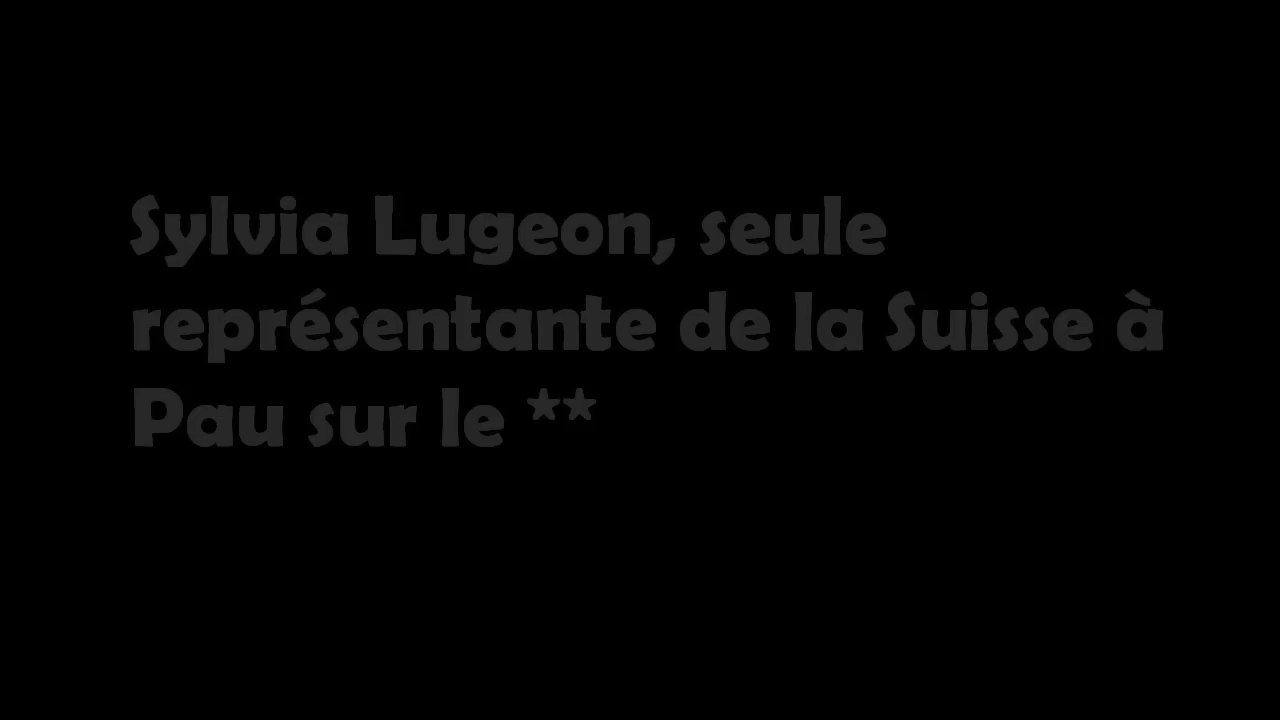 Sylvia Lugeon, seule
représentante de la Suisse à
Pau sur le **